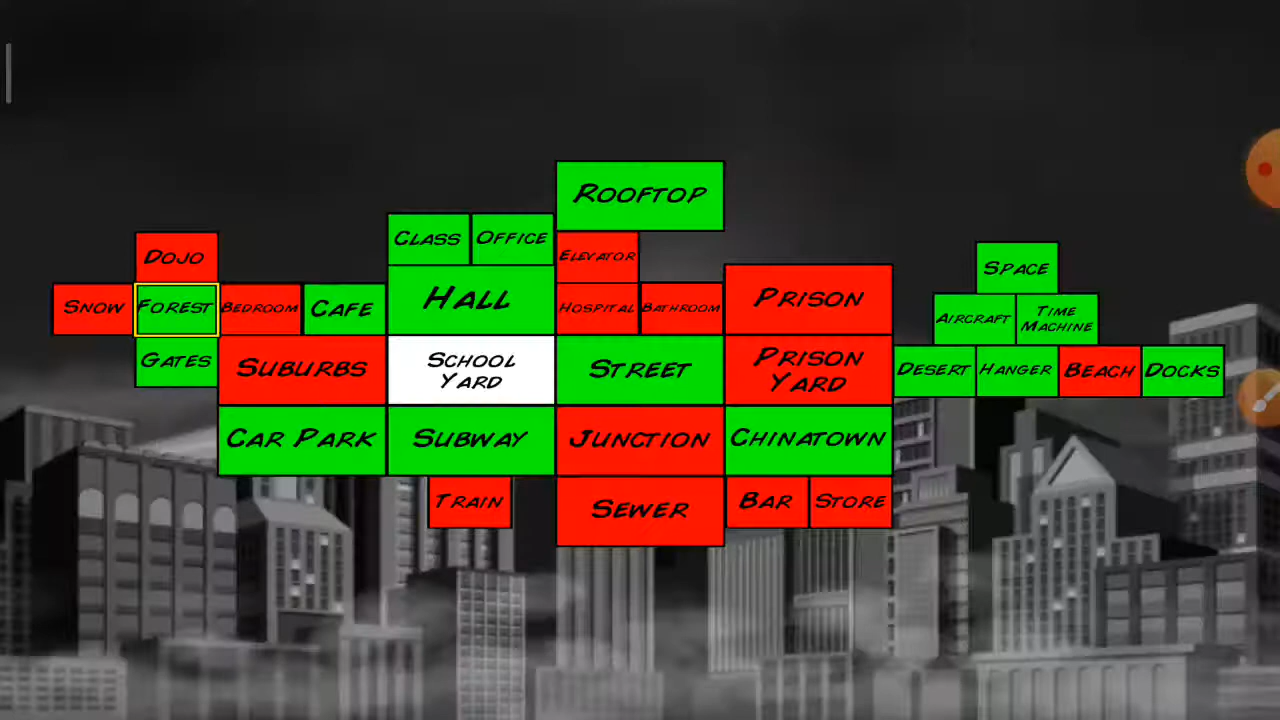 Rooftop
Class
Office
Dojo
Elevator
Space
Snow
Forest
Bedroom
Cafe
Hall
Hospital
Bathroom
Prison
Aircraft
Time
Machine
Gates
Suburbs
School
Yard
Street
Prison
Yard
Desert
Hanger
Beach
Docks
Car Park
Subway
Junction
Chinatown
Train
Sewer
Bar
Store